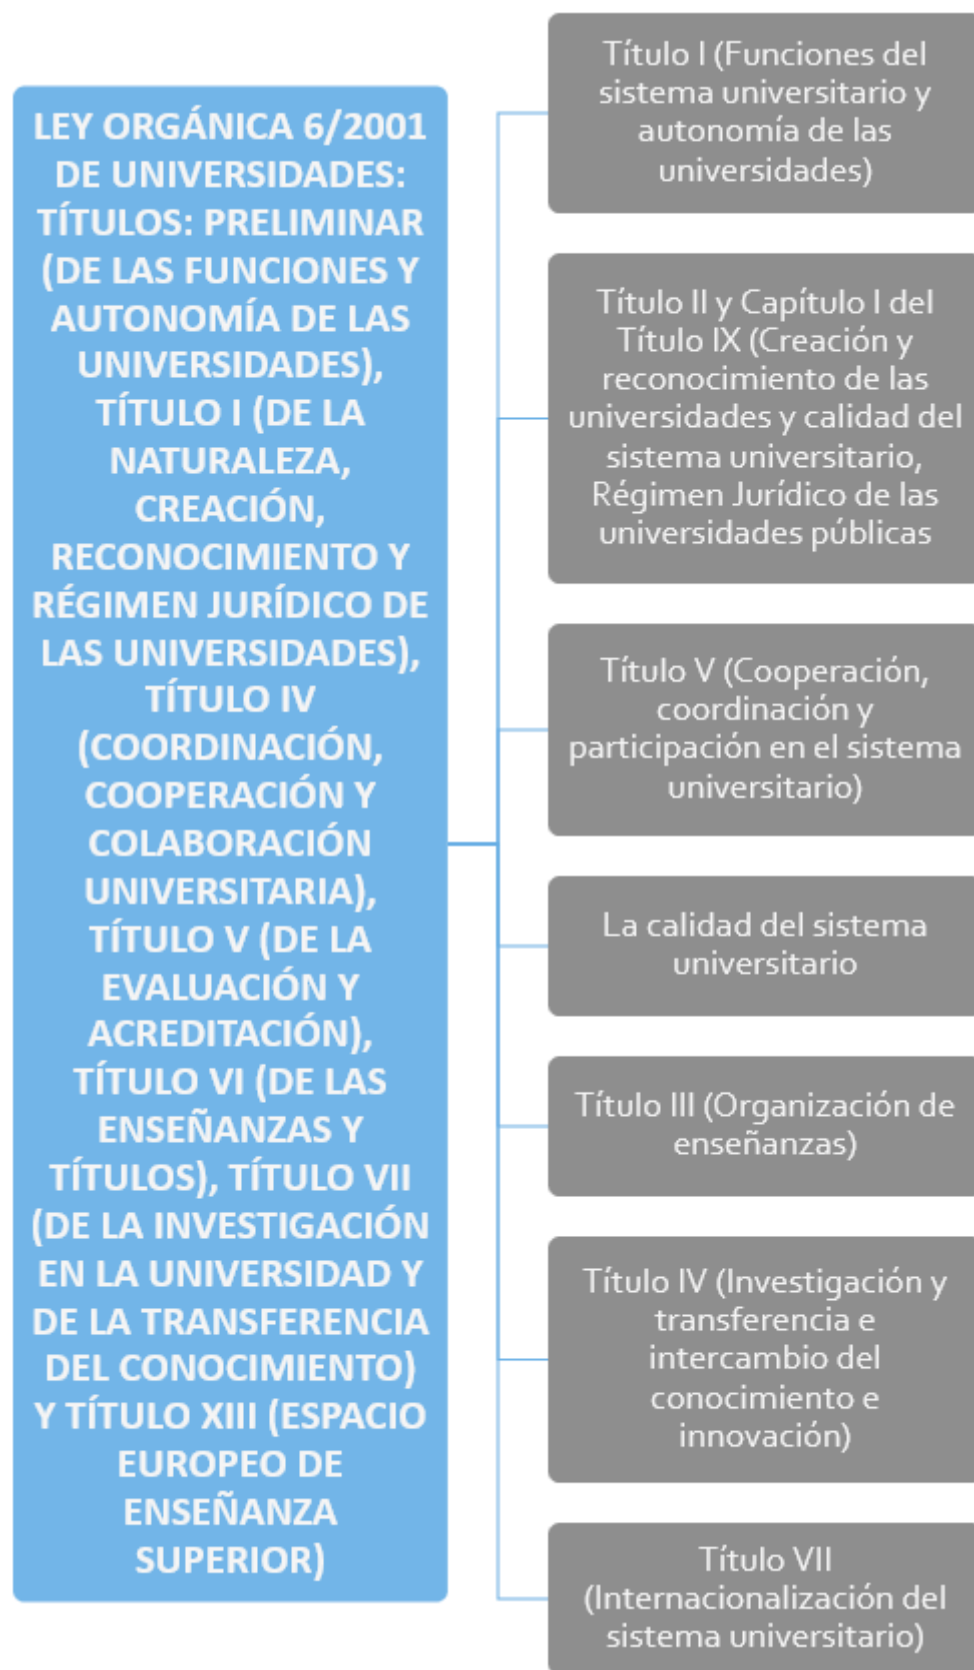 LEY ORGÁNICA 6/2001
DE UNIVERSIDADES:
TÍTULOS: PRELIMINAR
(DE LAS FUNCIONES Y
AUTONOMÍA DE LAS
UNIVERSIDADES),
TÍTULO I (DE LA
NATURALEZA,
CREACIÓN,
RECONOCIMIENTO Y
RÉGIMEN JURÍDICO DE
LAS UNIVERSIDADES),
TÍTULO IV
(COORDINACIÓN,
COOPERACIÓN Y
COLABORACIÓN
UNIVERSITARIA),
TÍTULO V (DE LA
EVALUACIÓN Y
ACREDITACIÓN),
TÍTULO VI (DE LAS
ENSEÑANZAS Y
TÍTULOS), TÍTULO VII
(DE LA INVESTIGACIÓN
EN LA UNIVERSIDAD Y
DE LA TRANSFERENCIA
DEL CONOCIMIENTO)
Y TÍTULO XIII (ESPACIO
EUROPEO DE
ENSEÑANZA
SUPERIOR)
Título I (Funciones del
sistema universitario y
autonomía de las
universidades)
Título II y Capítulo I del
Título IX (Creación y
reconocimiento de las
universidades y calidad del
sistema universitario,
Régimen Jurídico de las
universidades públicas
Título V (Cooperación,
coordinación y
participación en el sistema
universitario)
La calidad del sistema
universitario
Título III (Organización de
enseñanzas)
Título IV (Investigación y
transferencia e
intercambio del
conocimiento e
innovación)
Título VII
(Internacionalización del
sistema universitario)